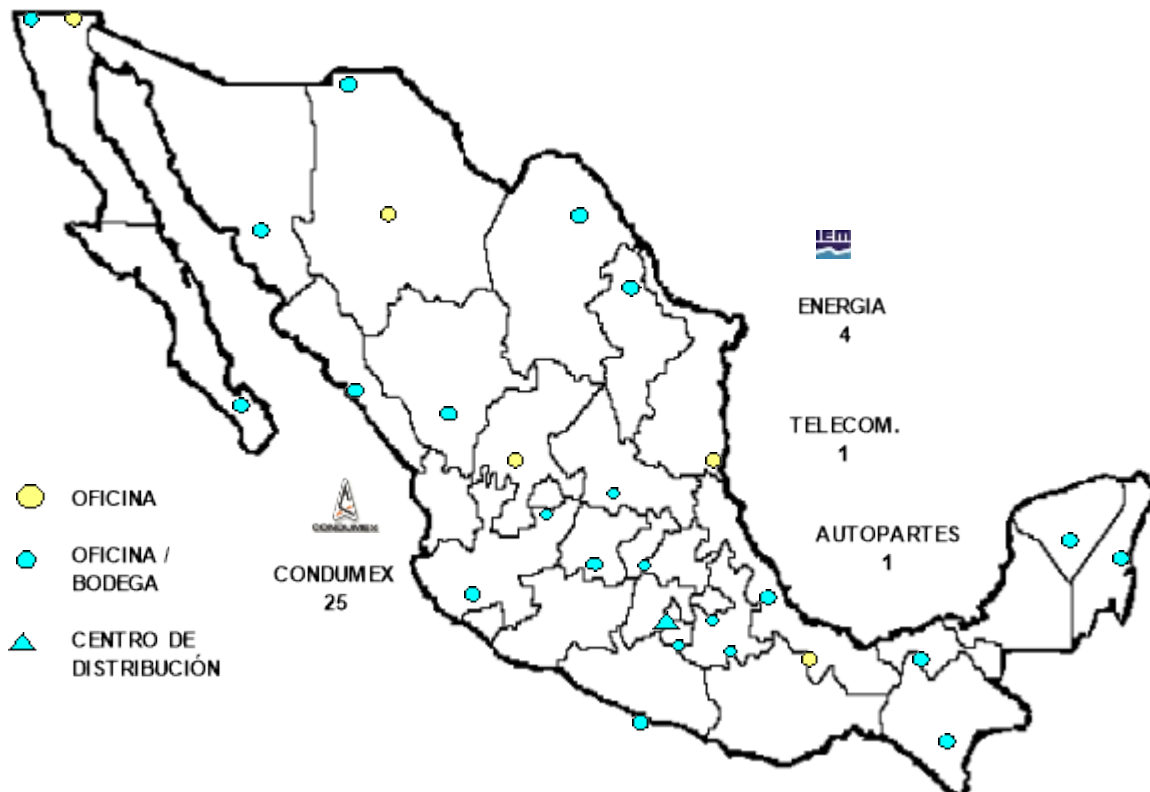 IEM
ENERGIA
4
TELECOM.
1
AUTOPARTES
1
CONDUMEX
CONDUMEX
25
OFICINA
OFICINA /
BODEGA
CENTRO DE
DISTRIBUCIÓN